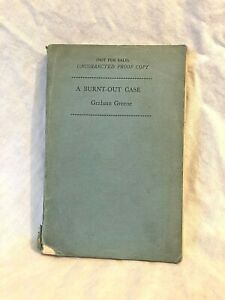 (NOT FOR SALE)
UNCORRECTED PROOF COPY
A BURNT-OUT CASE
Graham Greene